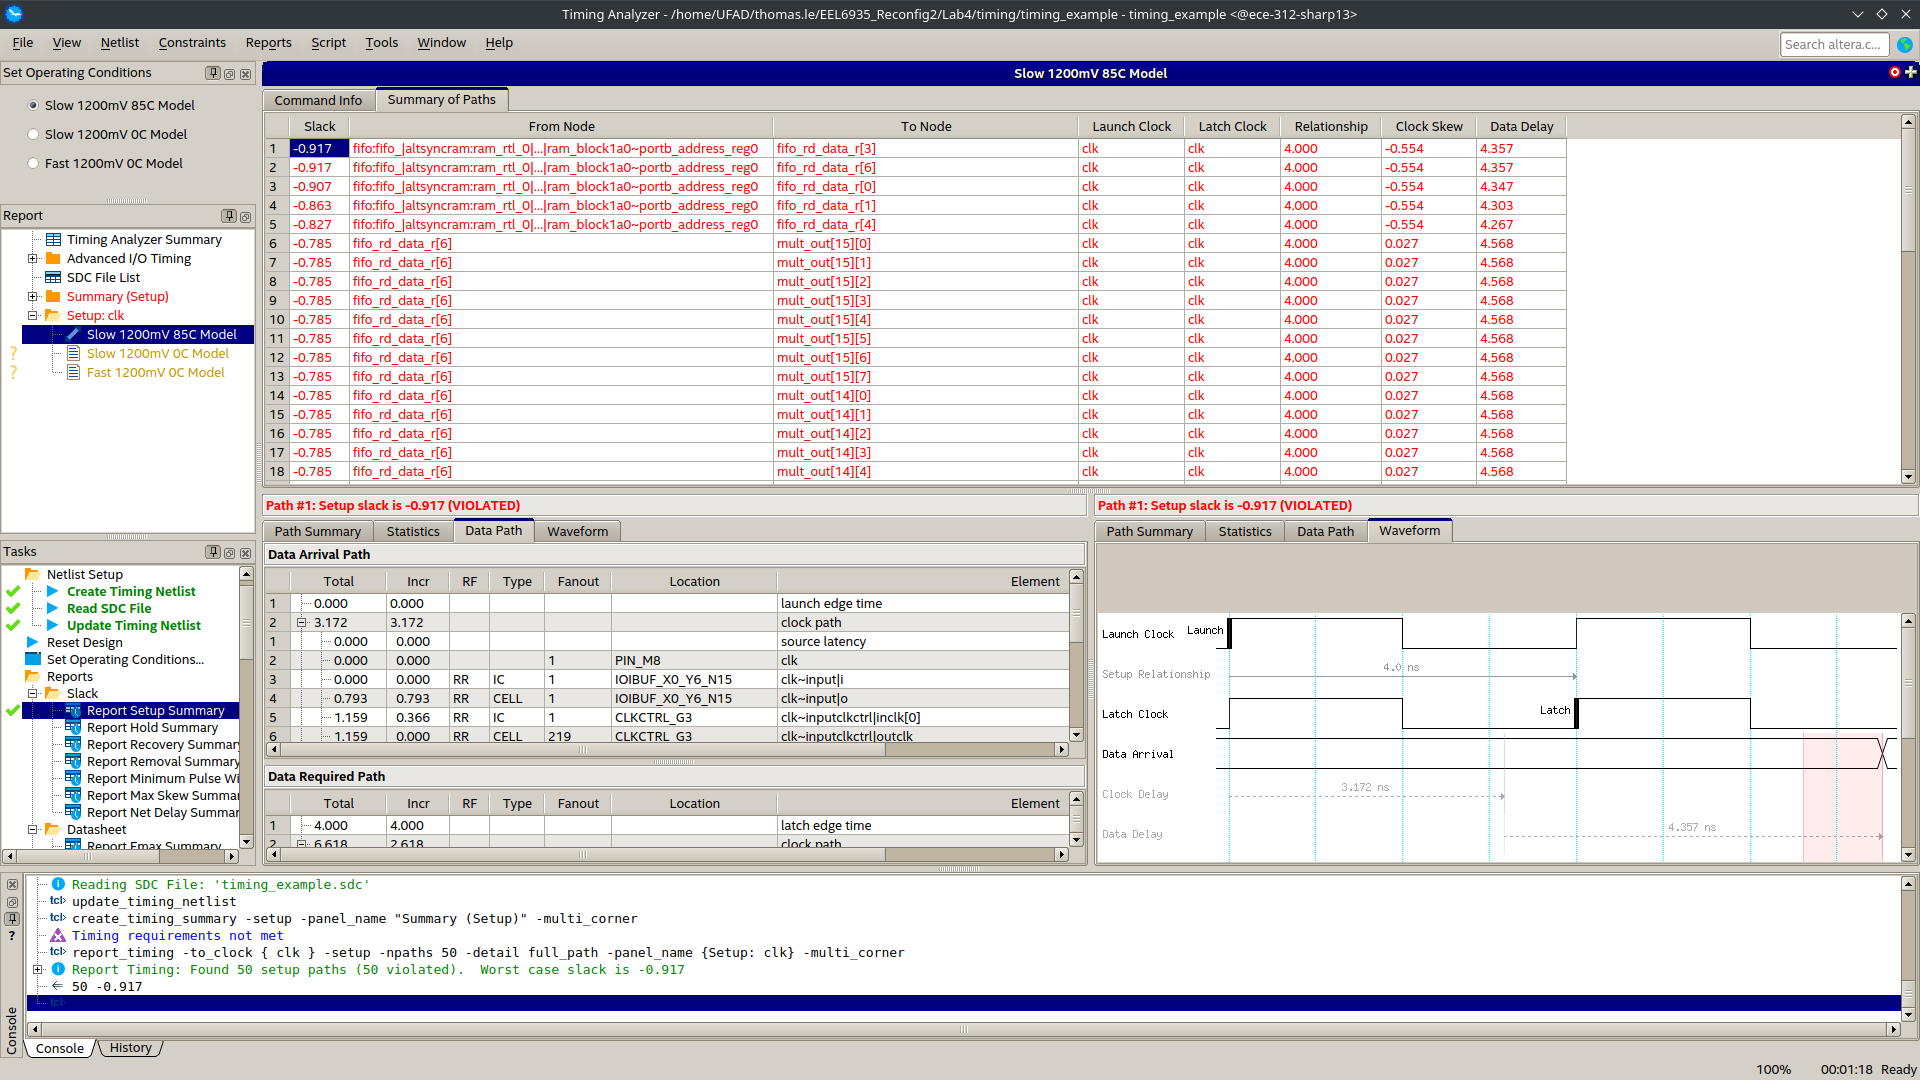 Timing Analyzer - /home/UFAD/thomas.le/EEL6935_Reconfig2/Lab4/timing/timing_example - timing_example <@ece-312-sharp13>
File View Netlist Constraints Reports Script Tools Window Help
Search altera.c...
Set Operating Conditions
Slow 1200mV 85C Model
Slow 1200mV 0C Model
Fast 1200mV 0C Model
Report
Timing Analyzer Summary
Advanced I/O Timing
SDC File List
Summary (Setup)
Setup: clk
Slow 1200mV 85C Model
? Slow 1200mV 0C Model
? Fast 1200mV 0C Model
Tasks
Netlist Setup
Create Timing Netlist
Read SDC File
Update Timing Netlist
Reset Design
Set Operating Conditions...
Reports
Slack
Report Setup Summary
Report Hold Summary
Report Recovery Summary
Report Removal Summary
Report Minimum Pulse Wi
Report Max Skew Summar
Report Net Delay Summar
Datasheet
Report Fmax Summary
Slow 1200mV 85C Model
Command Info Summary of Paths
Slack From Node To Node Launch Clock Latch Clock Relationship Clock Skew Data Delay
1 -0.917 fifo:fifo_|altsyncram:ram_rtl_0|...|ram_block1a0~portb_address_reg0 fifo_rd_data_r[3] clk clk 4.000 -0.554 4.357
2 -0.917 fifo:fifo_|altsyncram:ram_rtl_0|...|ram_block1a0~portb_address_reg0 fifo_rd_data_r[6] clk clk 4.000 -0.554 4.357
3 -0.907 fifo:fifo_|altsyncram:ram_rtl_0|...|ram_block1a0~portb_address_reg0 fifo_rd_data_r[0] clk clk 4.000 -0.554 4.347
4 -0.863 fifo:fifo_|altsyncram:ram_rtl_0|...|ram_block1a0~portb_address_reg0 fifo_rd_data_r[1] clk clk 4.000 -0.554 4.303
5 -0.827 fifo:fifo_|altsyncram:ram_rtl_0|...|ram_block1a0~portb_address_reg0 fifo_rd_data_r[4] clk clk 4.000 -0.554 4.267
6 -0.785 fifo_rd_data_r[6] mult_out[15][0] clk clk 4.000 0.027 4.568
7 -0.785 fifo_rd_data_r[6] mult_out[15][1] clk clk 4.000 0.027 4.568
8 -0.785 fifo_rd_data_r[6] mult_out[15][2] clk clk 4.000 0.027 4.568
9 -0.785 fifo_rd_data_r[6] mult_out[15][3] clk clk 4.000 0.027 4.568
10 -0.785 fifo_rd_data_r[6] mult_out[15][4] clk clk 4.000 0.027 4.568
11 -0.785 fifo_rd_data_r[6] mult_out[15][5] clk clk 4.000 0.027 4.568
12 -0.785 fifo_rd_data_r[6] mult_out[15][6] clk clk 4.000 0.027 4.568
13 -0.785 fifo_rd_data_r[6] mult_out[15][7] clk clk 4.000 0.027 4.568
14 -0.785 fifo_rd_data_r[6] mult_out[14][0] clk clk 4.000 0.027 4.568
15 -0.785 fifo_rd_data_r[6] mult_out[14][1] clk clk 4.000 0.027 4.568
16 -0.785 fifo_rd_data_r[6] mult_out[14][2] clk clk 4.000 0.027 4.568
17 -0.785 fifo_rd_data_r[6] mult_out[14][3] clk clk 4.000 0.027 4.568
18 -0.785 fifo_rd_data_r[6] mult_out[14][4] clk clk 4.000 0.027 4.568
Path #1: Setup slack is -0.917 (VIOLATED)
Path Summary Statistics Data Path Waveform
Data Arrival Path
Total Incr RF Type Fanout Location Element
1 0.000 0.000 launch edge time
2 3.172 3.172 clock path
1 0.000 0.000 source latency
2 0.000 0.000 1 PIN_M8 clk
3 0.000 0.000 RR IC 1 IOIBUF_X0_Y6_N15 clk~input|i
4 0.793 0.793 RR CELL 1 IOIBUF_X0_Y6_N15 clk~input|o
5 1.159 0.366 RR IC 1 CLKCTRL_G3 clk~inputclkctrl|inclk[0]
6 1.159 0.000 RR CELL 219 CLKCTRL_G3 clk~inputclkctrl|outclk
Data Required Path
Total Incr RF Type Fanout Location Element
1 4.000 4.000 latch edge time
2 6.618 2.618 clock path
Path #1: Setup slack is -0.917 (VIOLATED)
Path Summary Statistics Data Path Waveform
Launch Clock Launch
Setup Relationship 4.0 ns
Latch Clock Latch
Data Arrival
Clock Delay 3.172 ns
Data Delay 4.357 ns
Reading SDC File: 'timing_example.sdc'
tcl> update_timing_netlist
tcl> create_timing_summary -setup -panel_name "Summary (Setup)" -multi_corner
Timing requirements not met
tcl> report_timing -to_clock { clk } -setup -npaths 50 -detail full_path -panel_name {Setup: clk} -multi_corner
Report Timing: Found 50 setup paths (50 violated).  Worst case slack is -0.917
50 -0.917
tcl>
?
Console
Console History
100% 00:01:18 Ready